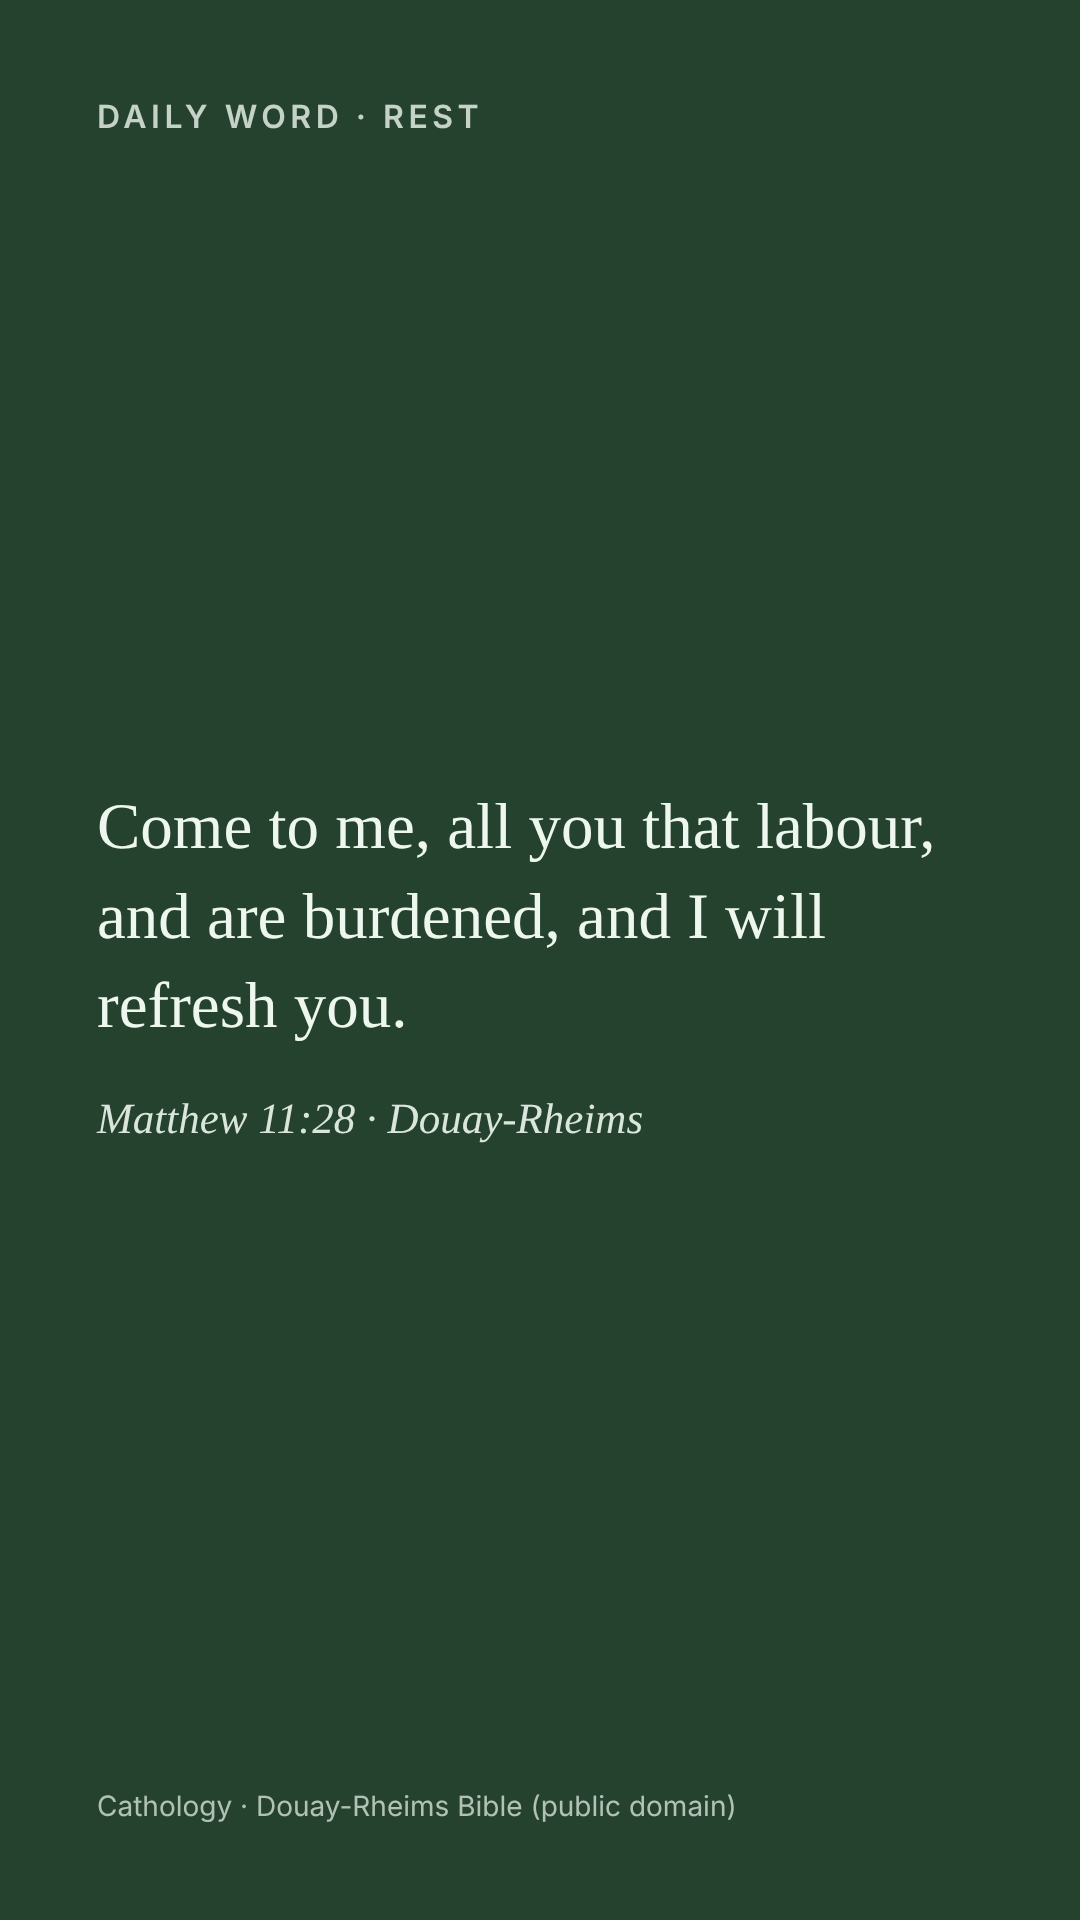 DAILY WORD · REST
Come to me, all you that labour,
and are burdened, and I will
refresh you.
Matthew 11:28 · Douay-Rheims
Cathology · Douay-Rheims Bible (public domain)